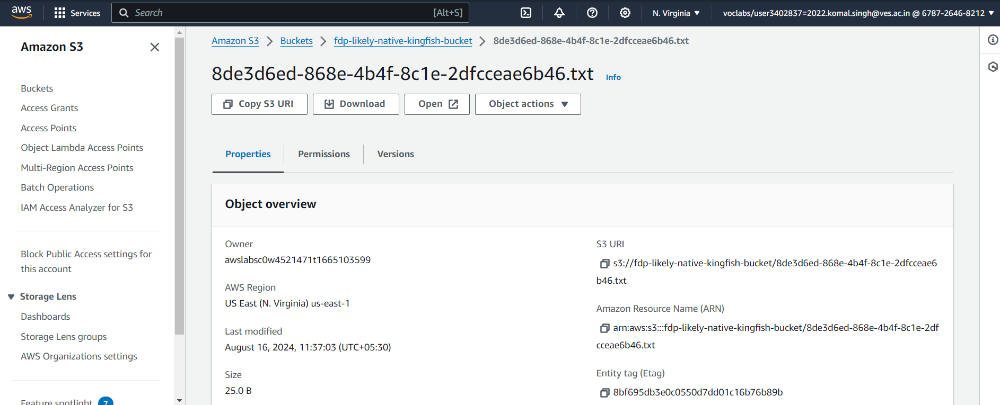 aws Services Search [Alt+S] N. Virginia voclabs/user3402837=2022.komal.singh@ves.ac.in @ 6787-2646-8212
Amazon S3
Buckets
Access Grants
Access Points
Object Lambda Access Points
Multi-Region Access Points
Batch Operations
IAM Access Analyzer for S3
Block Public Access settings for
this account
Storage Lens
Dashboards
Storage Lens groups
AWS Organizations settings
Feature spotlight 7
Amazon S3 Buckets fdp-likely-native-kingfish-bucket 8de3d6ed-868e-4b4f-8c1e-2dfcceae6b46.txt
8de3d6ed-868e-4b4f-8c1e-2dfcceae6b46.txt Info
Copy S3 URI Download Open Object actions
Properties Permissions Versions
Object overview
Owner
awslabsc0w4521471t1665103599
AWS Region
US East (N. Virginia) us-east-1
Last modified
August 16, 2024, 11:37:03 (UTC+05:30)
Size
25.0 B
S3 URI
s3://fdp-likely-native-kingfish-bucket/8de3d6ed-868e-4b4f-8c1e-2dfcceae6
b46.txt
Amazon Resource Name (ARN)
arn:aws:s3:::fdp-likely-native-kingfish-bucket/8de3d6ed-868e-4b4f-8c1e-2df
cceae6b46.txt
Entity tag (Etag)
8bf695db3e0c0550d7dd01c16b76b89b